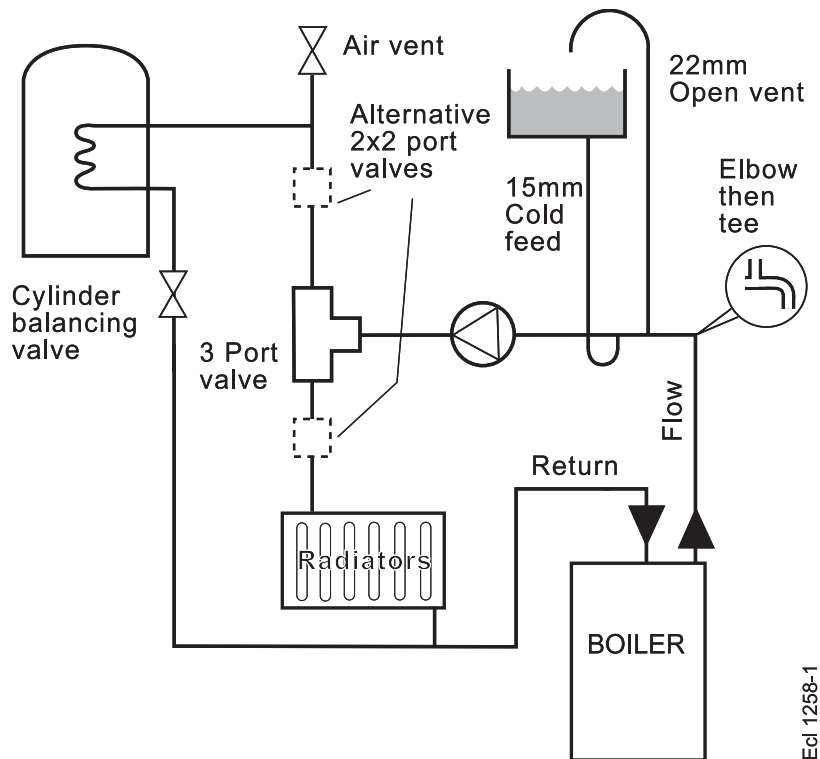 Air vent
22mm
Open vent
Alternative
2x2 port
valves
15mm
Cold
feed
Elbow
then
tee
Cylinder
balancing
valve
3 Port
valve
Flow
Return
Radiators
BOILER
Ecl 1258-1